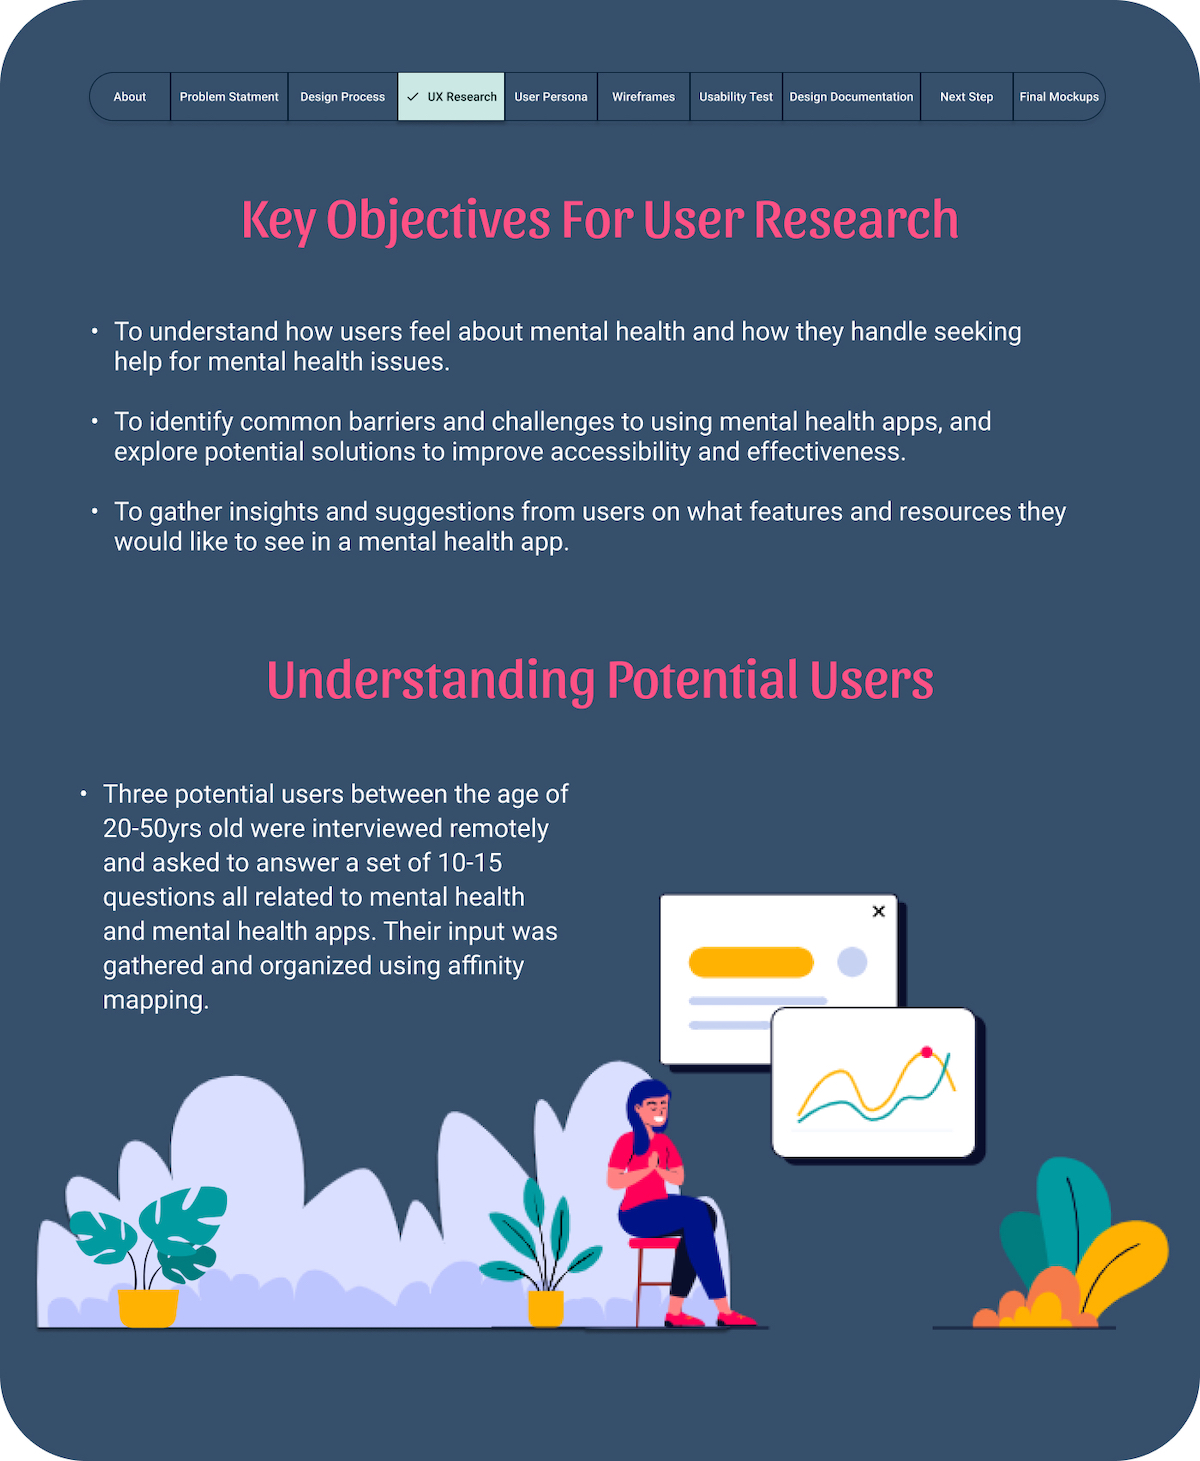 About Problem Statment Design Process UX Research User Persona Wireframes Usability Test Design Documentation Next Step Final Mockups
Key Objectives For User Research
• To understand how users feel about mental health and how they handle seeking
help for mental health issues.
• To identify common barriers and challenges to using mental health apps, and
explore potential solutions to improve accessibility and effectiveness.
• To gather insights and suggestions from users on what features and resources they
would like to see in a mental health app.
Understanding Potential Users
• Three potential users between the age of
20-50yrs old were interviewed remotely
and asked to answer a set of 10-15
questions all related to mental health
and mental health apps. Their input was
gathered and organized using affinity
mapping.